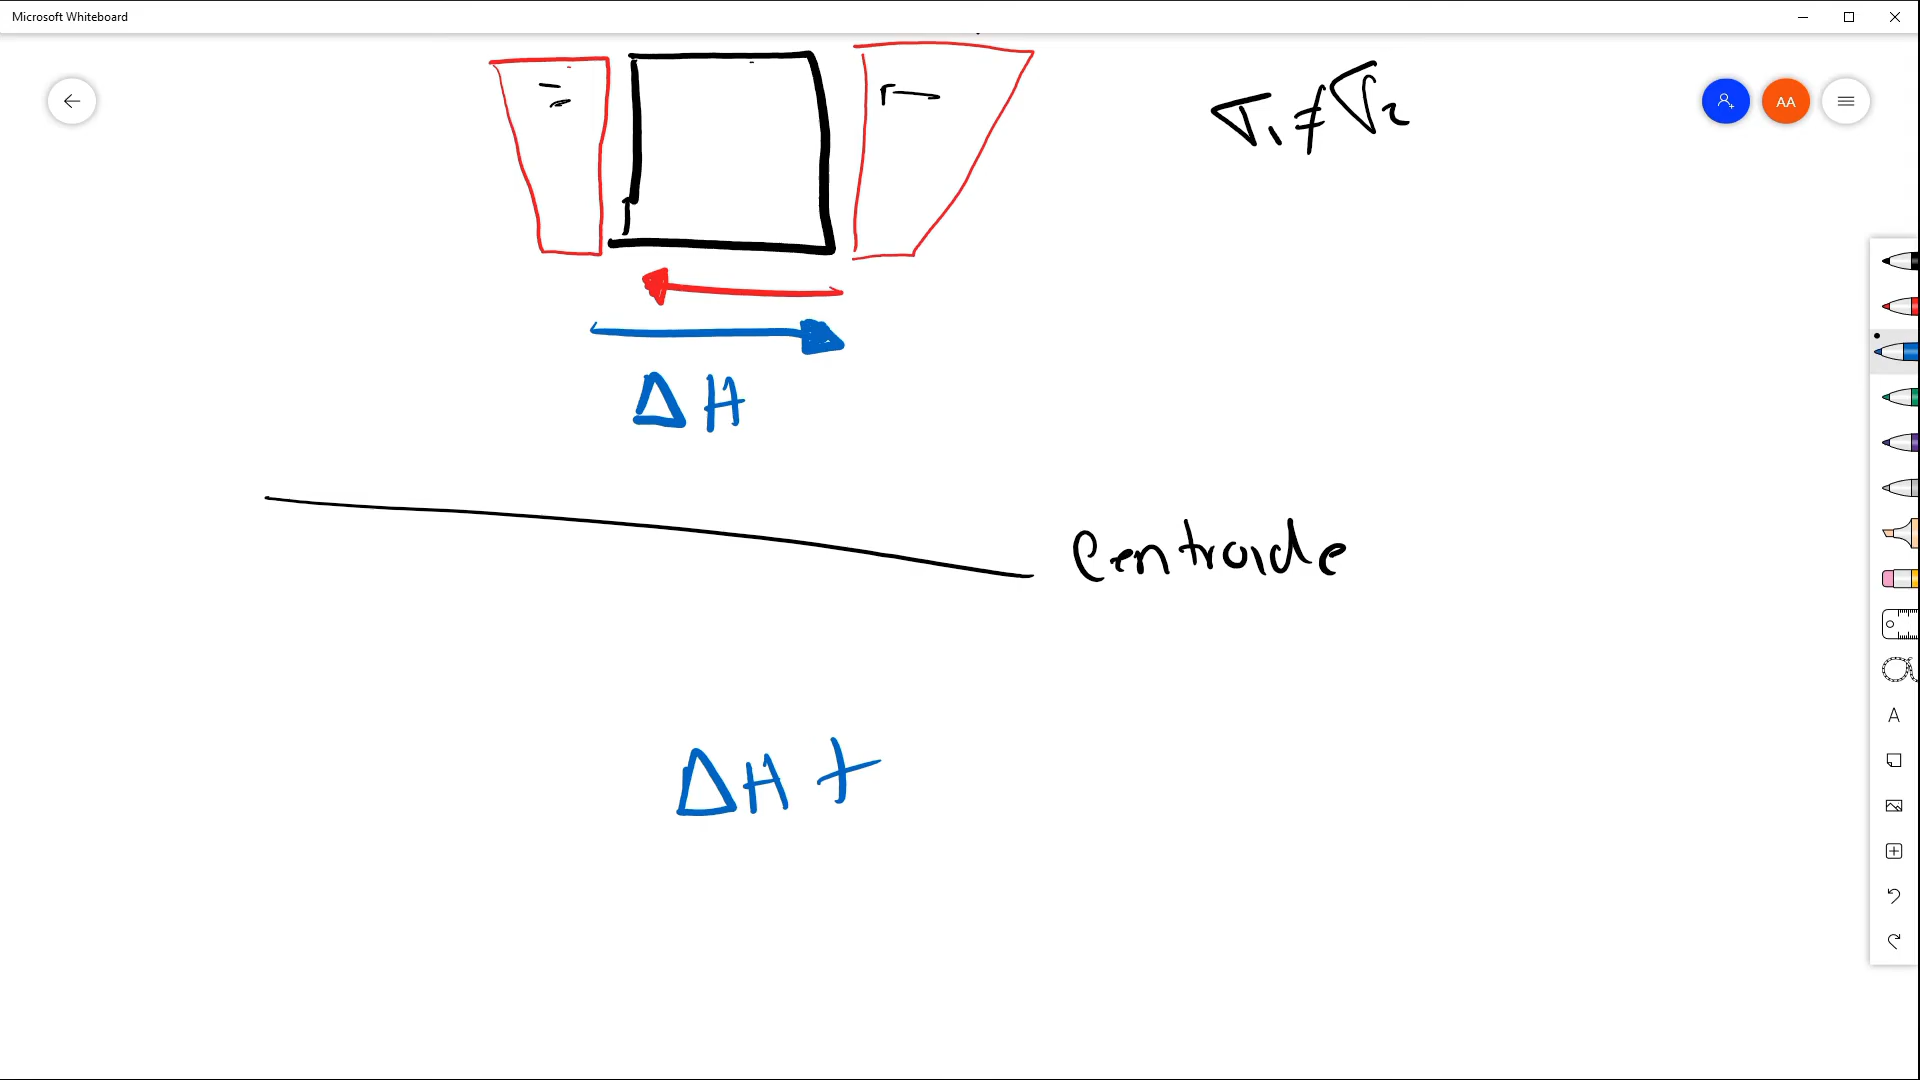 Microsoft Whiteboard
AA
σ₁ ≠ σ₂
ΔH
Centroide
ΔH +
A